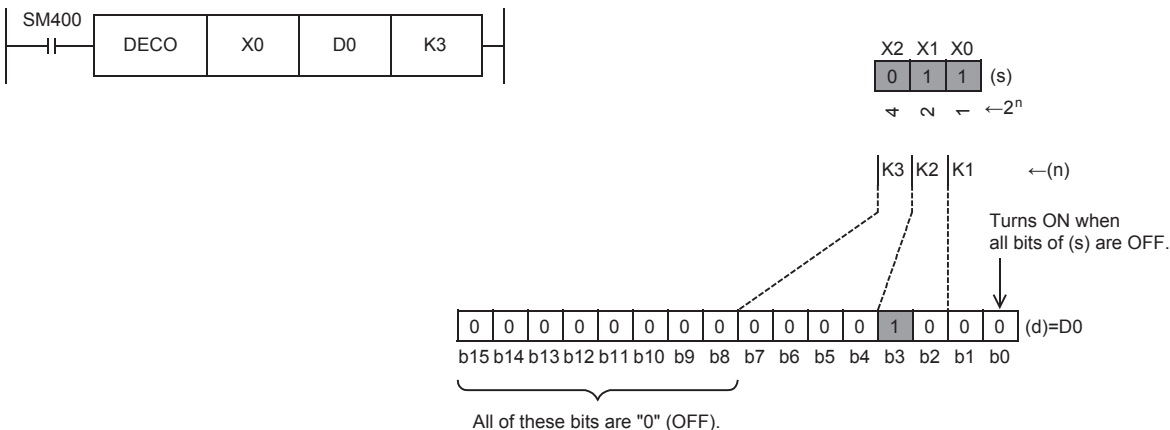 SM400
DECO X0 D0 K3
X2 X1 X0
0 1 1 (s)
4 2 1 ←2ⁿ
K3 K2 K1 ←(n)
Turns ON when
all bits of (s) are OFF.
0 0 0 0 0 0 0 0 0 0 0 0 1 0 0 0 (d)=D0
b15 b14 b13 b12 b11 b10 b9 b8 b7 b6 b5 b4 b3 b2 b1 b0
All of these bits are "0" (OFF).